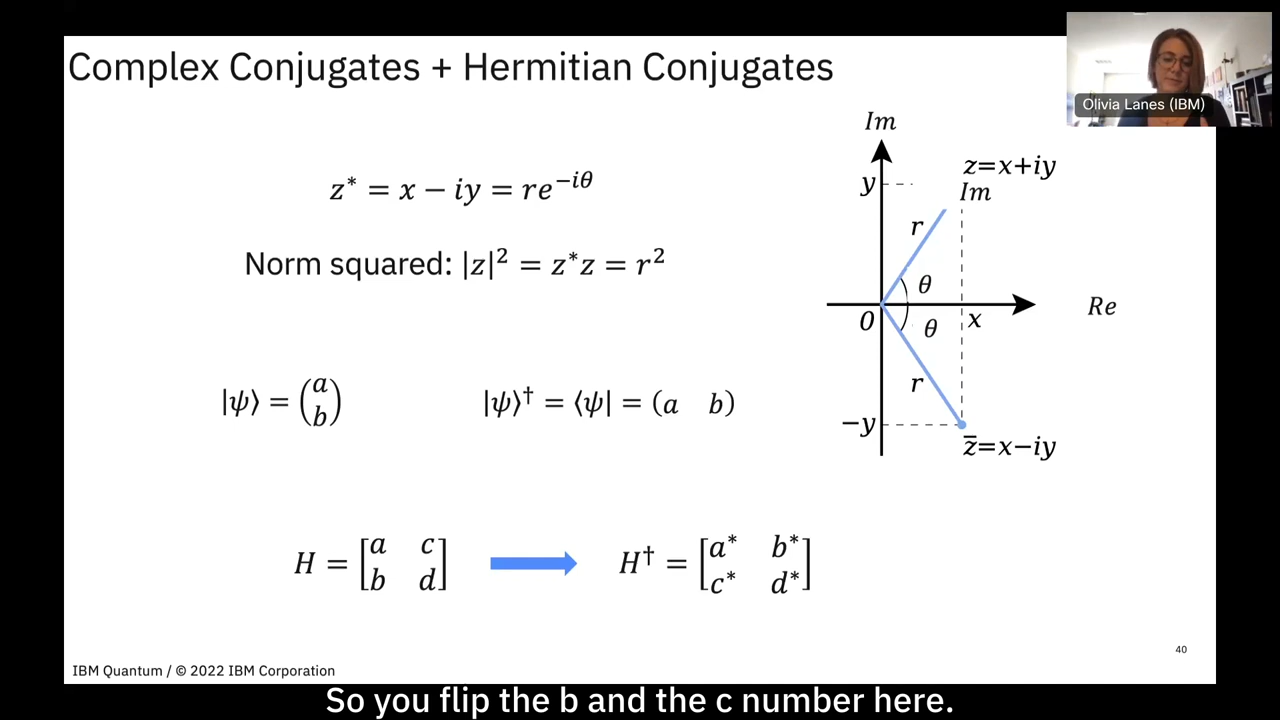 Complex Conjugates + Hermitian Conjugates
Olivia Lanes (IBM)
z* = x − iy = re^{−iθ}
Norm squared: |z|² = z*z = r²
|ψ⟩ = (a b)
|ψ⟩† = ⟨ψ| = (a b)
H = [a c
b d]
H† = [a* b*
c* d*]
Im
y
z=x+iy
Im
r
θ
0
x
Re
θ
r
−y
z̅=x−iy
40
IBM Quantum / © 2022 IBM Corporation
So you flip the b and the c number here.